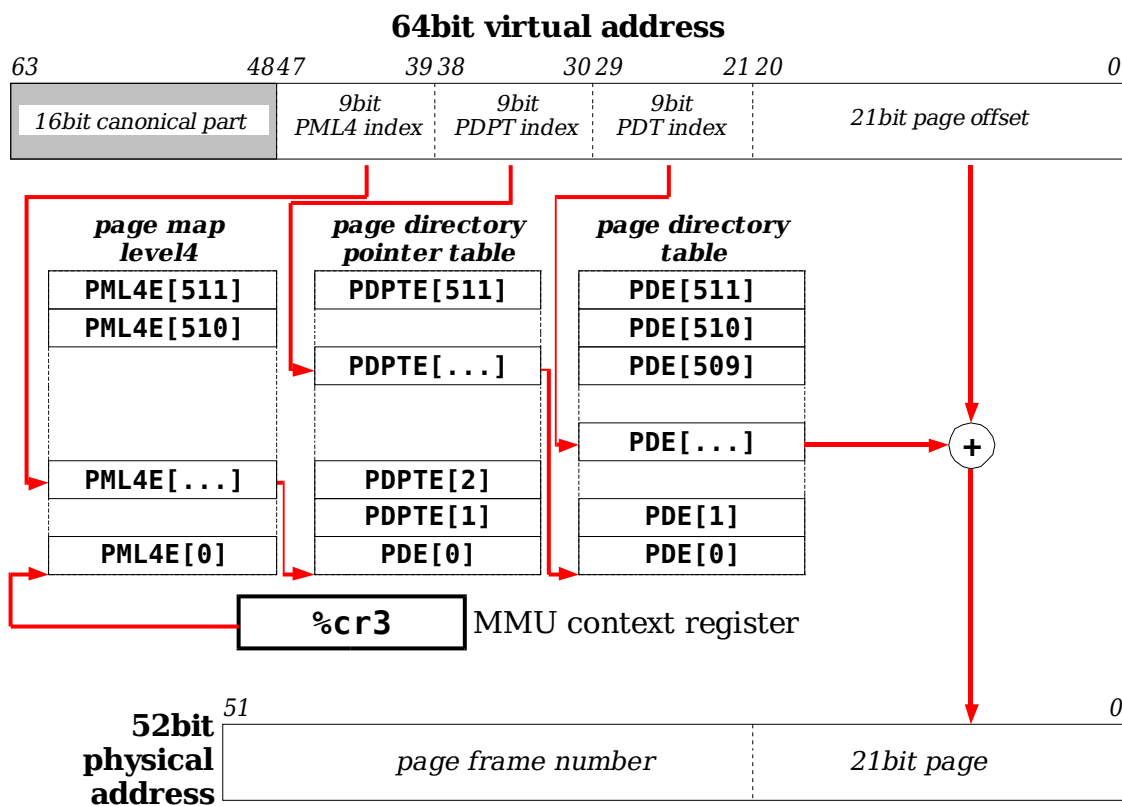 64bit virtual address
63 48 47 39 38 30 29 21 20 0
16bit canonical part
9bit
PML4 index
9bit
PDPT index
9bit
PDT index
21bit page offset
page map
level4
page directory
pointer table
page directory
table
PML4E[511]
PML4E[510]
PML4E[...]
PML4E[0]
PDPTE[511]
PDPTE[...]
PDPTE[2]
PDPTE[1]
PDE[0]
PDE[511]
PDE[510]
PDE[509]
PDE[...]
PDE[1]
PDE[0]
+
%cr3
MMU context register
51 0
52bit
physical
address
page frame number
21bit page